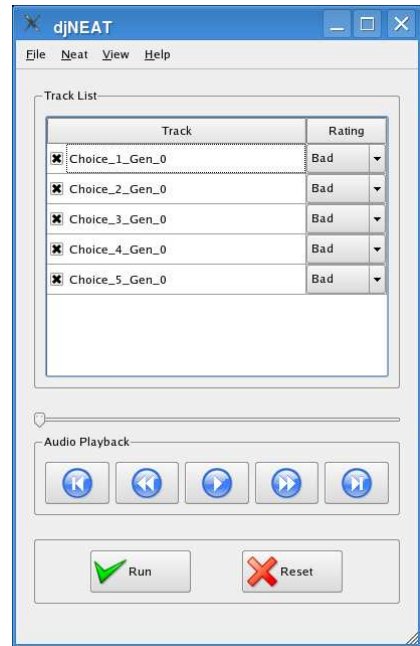 djNEAT
File Neat View Help
Track List
Track Rating
Choice_1_Gen_0 Bad
Choice_2_Gen_0 Bad
Choice_3_Gen_0 Bad
Choice_4_Gen_0 Bad
Choice_5_Gen_0 Bad
Audio Playback
Run Reset